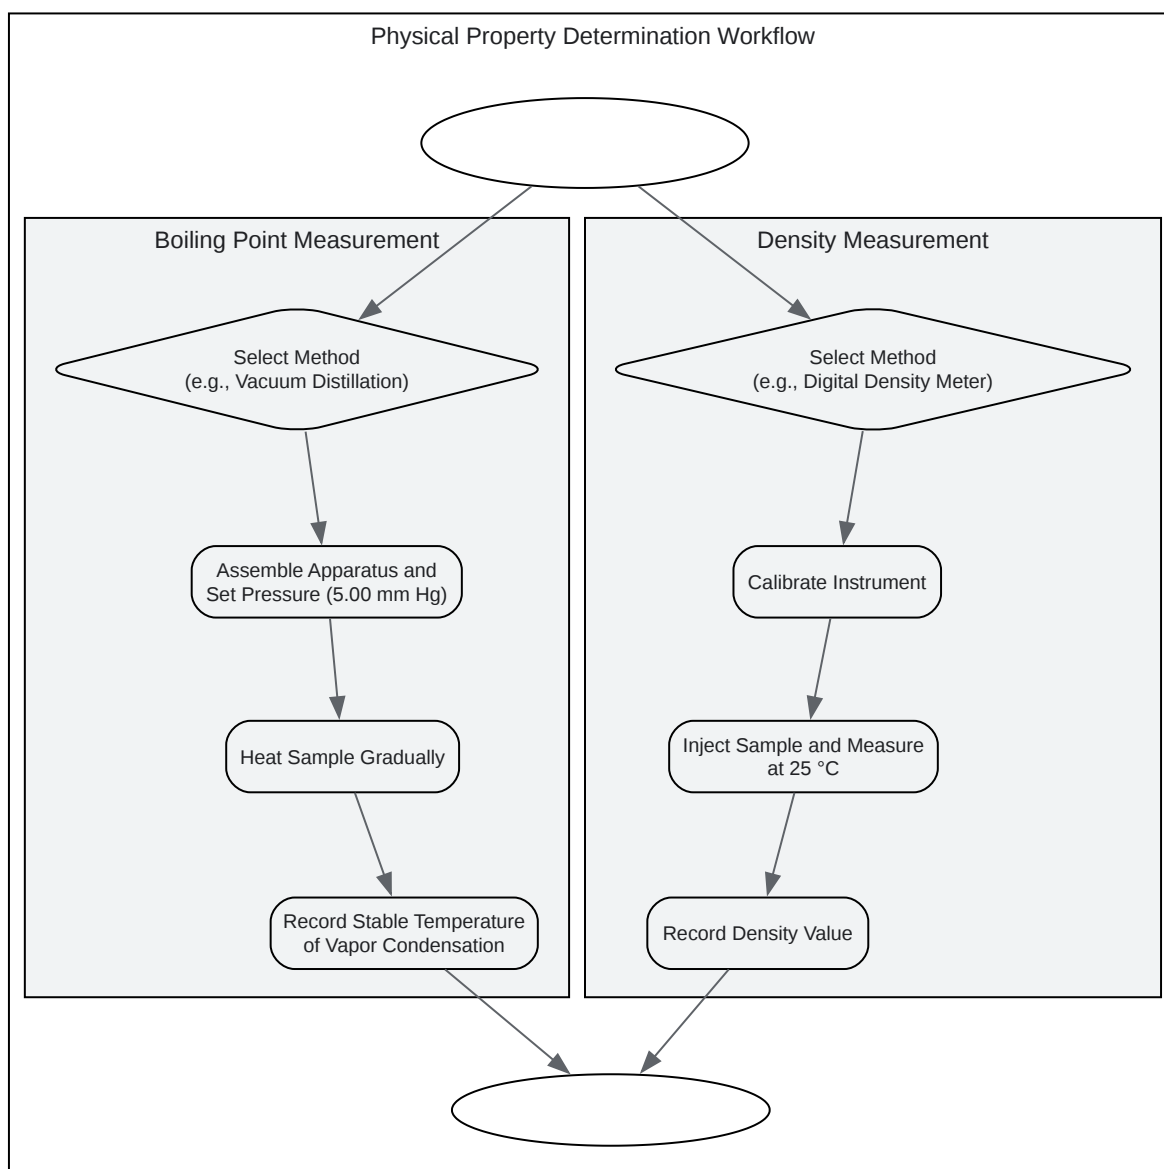 Physical Property Determination Workflow
Boiling Point Measurement
Select Method
(e.g., Vacuum Distillation)
Assemble Apparatus and
Set Pressure (5.00 mm Hg)
Heat Sample Gradually
Record Stable Temperature
of Vapor Condensation
Density Measurement
Select Method
(e.g., Digital Density Meter)
Calibrate Instrument
Inject Sample and Measure
at 25 °C
Record Density Value